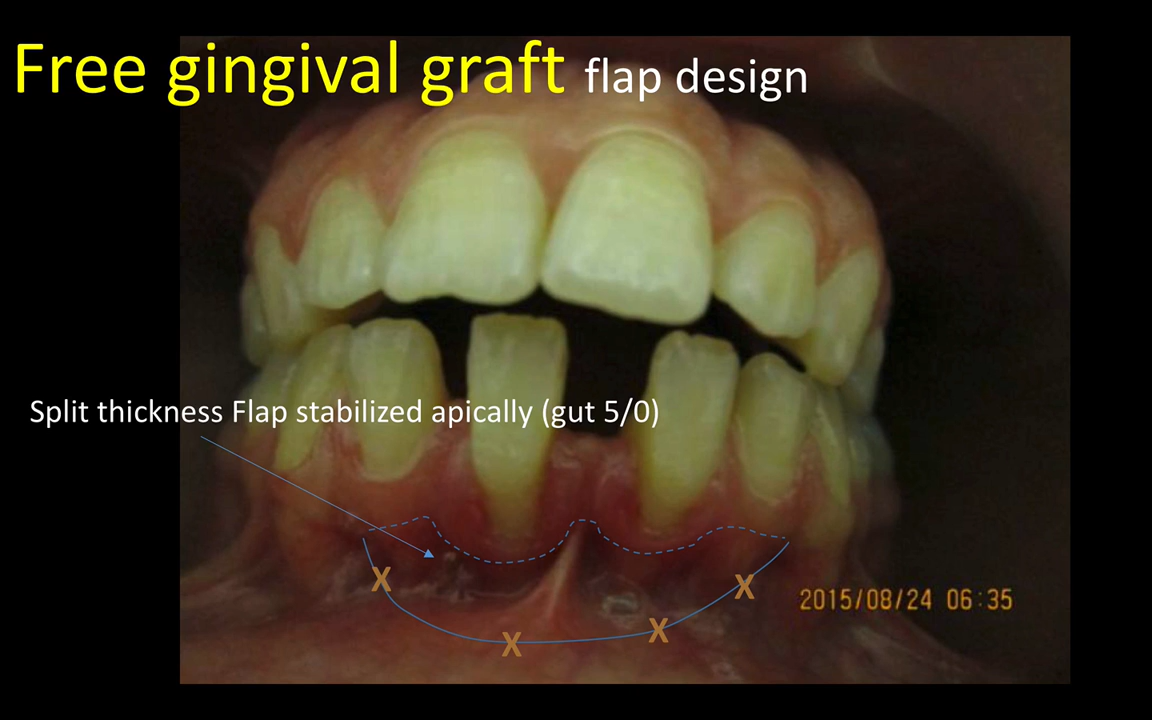 Free gingival graft flap design
Split thickness Flap stabilized apically (gut 5/0)
X
X
X
X
2015/08/24 06:35